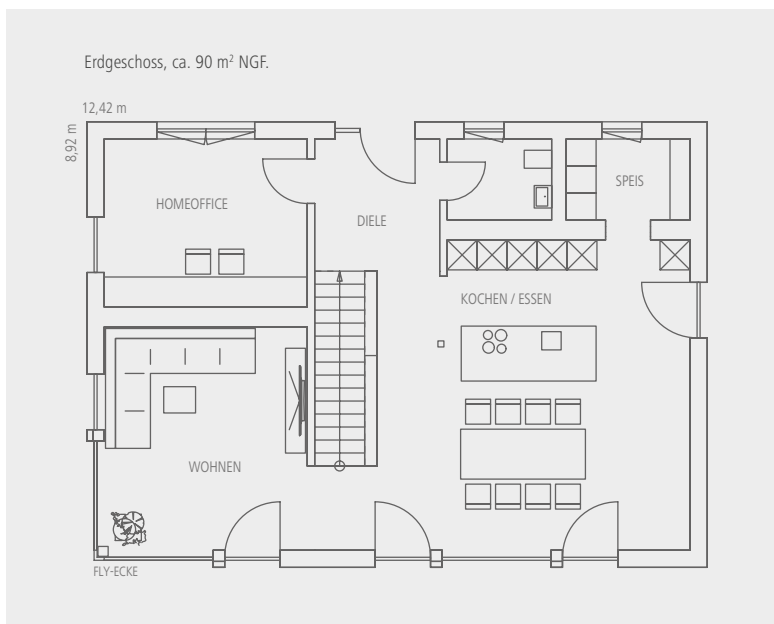 Erdgeschoss, ca. 90 m² NGF.
12,42 m
8,92 m
HOMEOFFICE
DIELE
SPEIS
KOCHEN / ESSEN
WOHNEN
FLY-ECKE